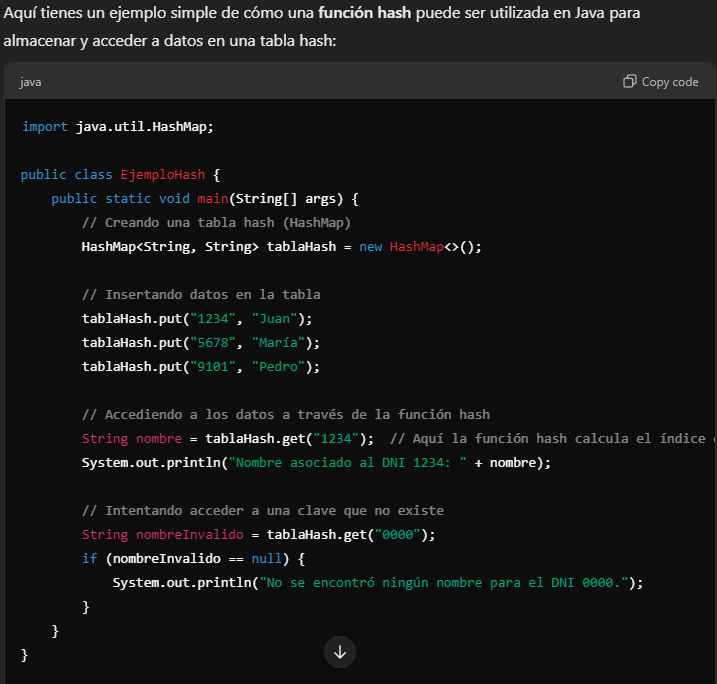 Aquí tienes un ejemplo simple de cómo una función hash puede ser utilizada en Java para
almacenar y acceder a datos en una tabla hash:
java
Copy code
import java.util.HashMap;
public class EjemploHash {
    public static void main(String[] args) {
        // Creando una tabla hash (HashMap)
        HashMap<String, String> tablaHash = new HashMap<>();
        // Insertando datos en la tabla
        tablaHash.put("1234", "Juan");
        tablaHash.put("5678", "María");
        tablaHash.put("9101", "Pedro");
        // Accediendo a los datos a través de la función hash
        String nombre = tablaHash.get("1234");  // Aquí la función hash calcula el índice
        System.out.println("Nombre asociado al DNI 1234: " + nombre);
        // Intentando acceder a una clave que no existe
        String nombreInvalido = tablaHash.get("0000");
        if (nombreInvalido == null) {
            System.out.println("No se encontró ningún nombre para el DNI 0000.");
        }
    }
}